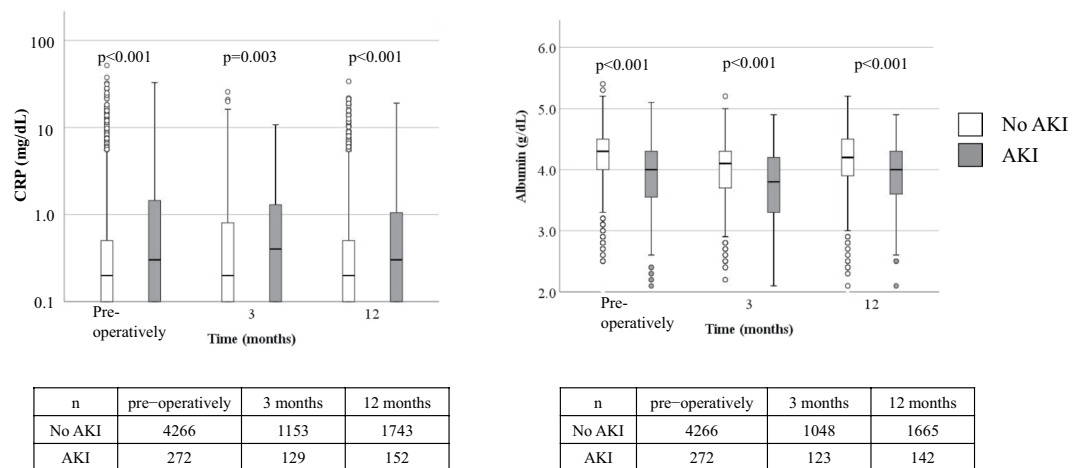 100
10
1.0
0.1
CRP (mg/dL)
p<0.001
p=0.003
p<0.001
Pre-
operatively
3
12
Time (months)
6.0
5.0
4.0
3.0
2.0
Albumin (g/dL)
p<0.001
p<0.001
p<0.001
Pre-
operatively
3
12
Time (months)
No AKI
AKI
n pre−operatively 3 months 12 months
No AKI 4266 1153 1743
AKI 272 129 152
n pre−operatively 3 months 12 months
No AKI 4266 1048 1665
AKI 272 123 142